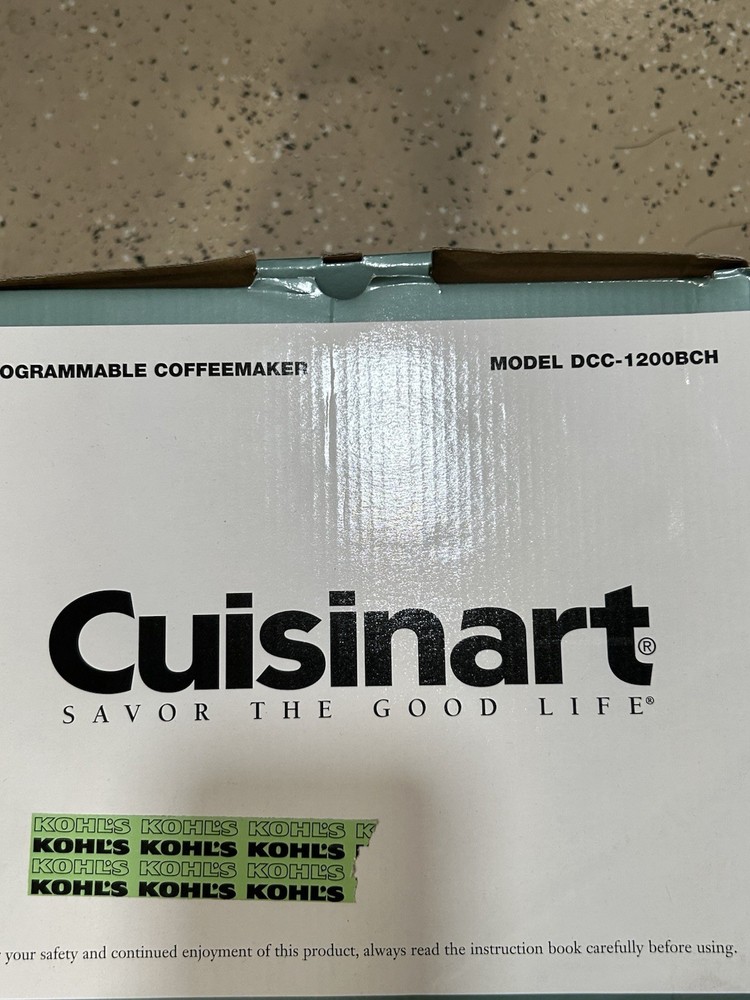 OGRAMMABLE COFFEEMAKER
MODEL DCC-1200BCH
Cuisinart®
SAVOR THE GOOD LIFE®
KOHL'S KOHL'S KOHL'S K
KOHL'S KOHL'S KOHL'S
KOHL'S KOHL'S KOHL'S
KOHL'S KOHL'S KOHL'S
your safety and continued enjoyment of this product, always read the instruction book carefully before using.